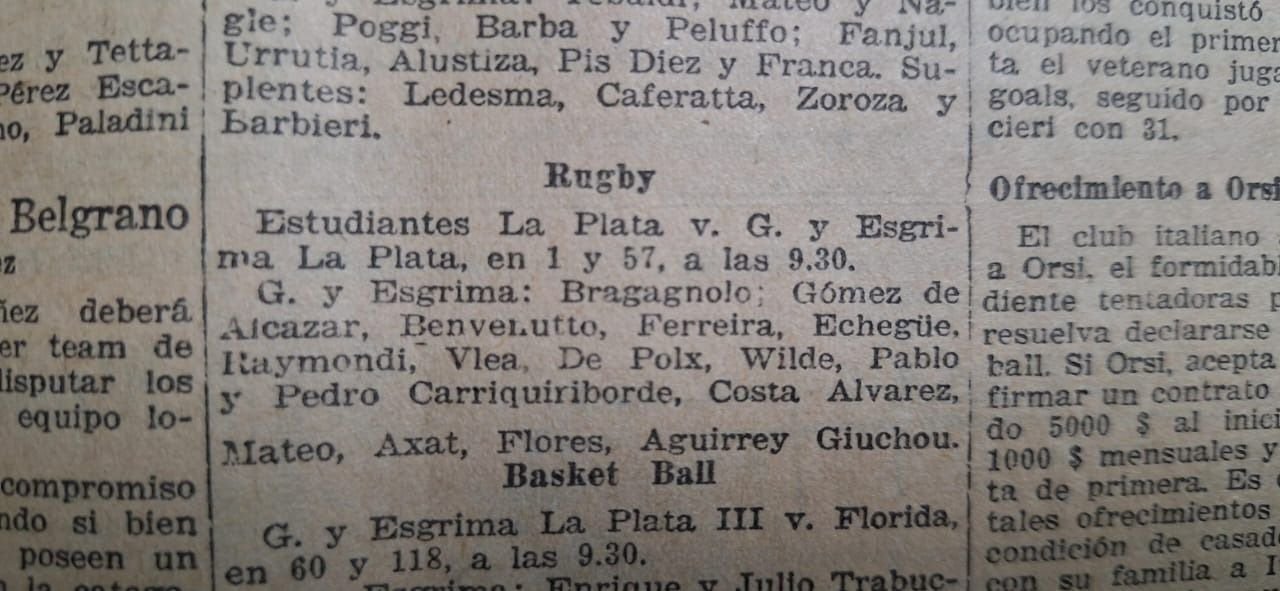 ez y Tetta-
Pérez Esca-
no, Paladini
Belgrano
z
ñez deberá
er team de
disputar los
equipo lo-
compromiso
ndo si bien
poseen un
gle; Poggi, Barba y Peluffo; Fanjul,
Urrutia, Alustiza, Pis Diez y Franca. Su-
plentes: Ledesma, Caferatta, Zoroza y
Barbieri.
Rugby
Estudiantes La Plata v. G. y Esgri-
ma La Plata, en 1 y 57, a las 9.30.
G. y Esgrima: Bragagnolo; Gómez de
Alcazar, Benvenutto, Ferreira, Echegüe,
Raymondi, Vlea, De Polx, Wilde, Pablo
y Pedro Carriquiriborde, Costa Alvarez,
Mateo, Axat, Flores, Aguirrey Giuchou.
Basket Ball
G. y Esgrima La Plata III v. Florida,
en 60 y 118, a las 9.30.
Esgrima: Enrique y Julio Trabuc-
bien los conquistó
ocupando el primer
ta el veterano juga
goals, seguido por
cieri con 31.
Ofrecimiento a Orsi
El club italiano
a Orsi, el formidabl
diente tentadoras p
resuelva declararse
ball. Si Orsi, acepta
firmar un contrato
do 5000 $ al inici
1000 $ mensuales y
ta de primera. Es
tales ofrecimientos
condición de casad
con su familia a I